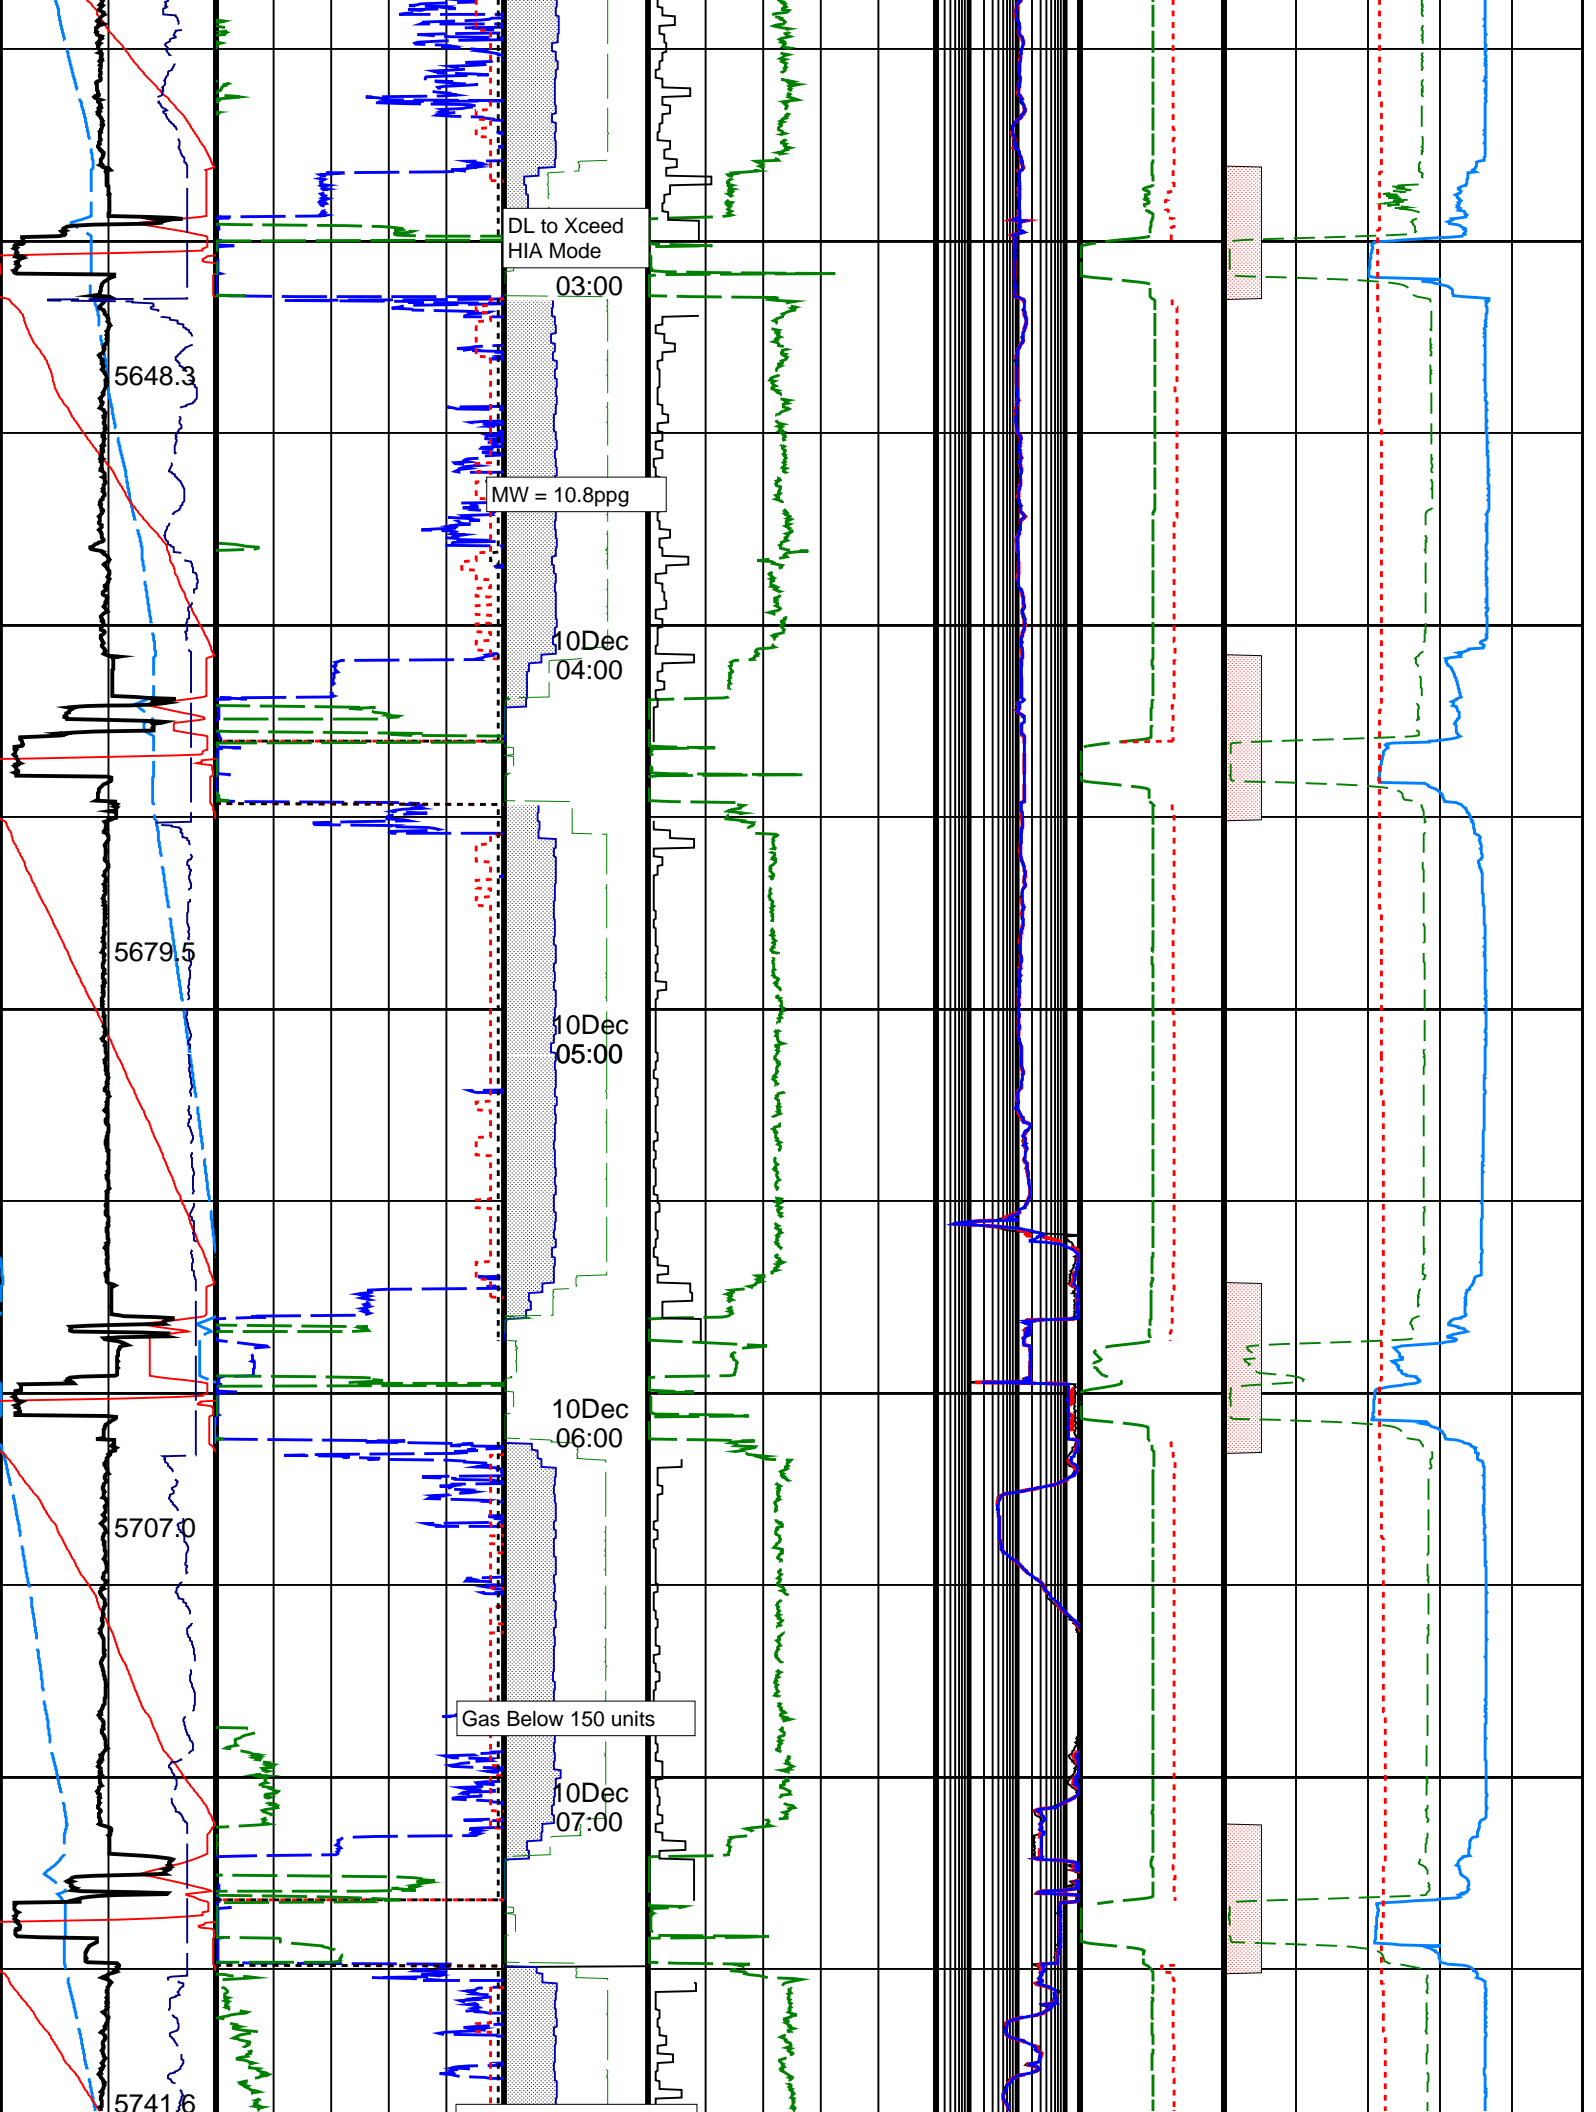 DL to Xceed
HIA Mode
03:00
5648.3
MW = 10.8ppg
10Dec
04:00
5679.5
10Dec
05:00
10Dec
06:00
5707.0
Gas Below 150 units
10Dec
07:00
5741.6